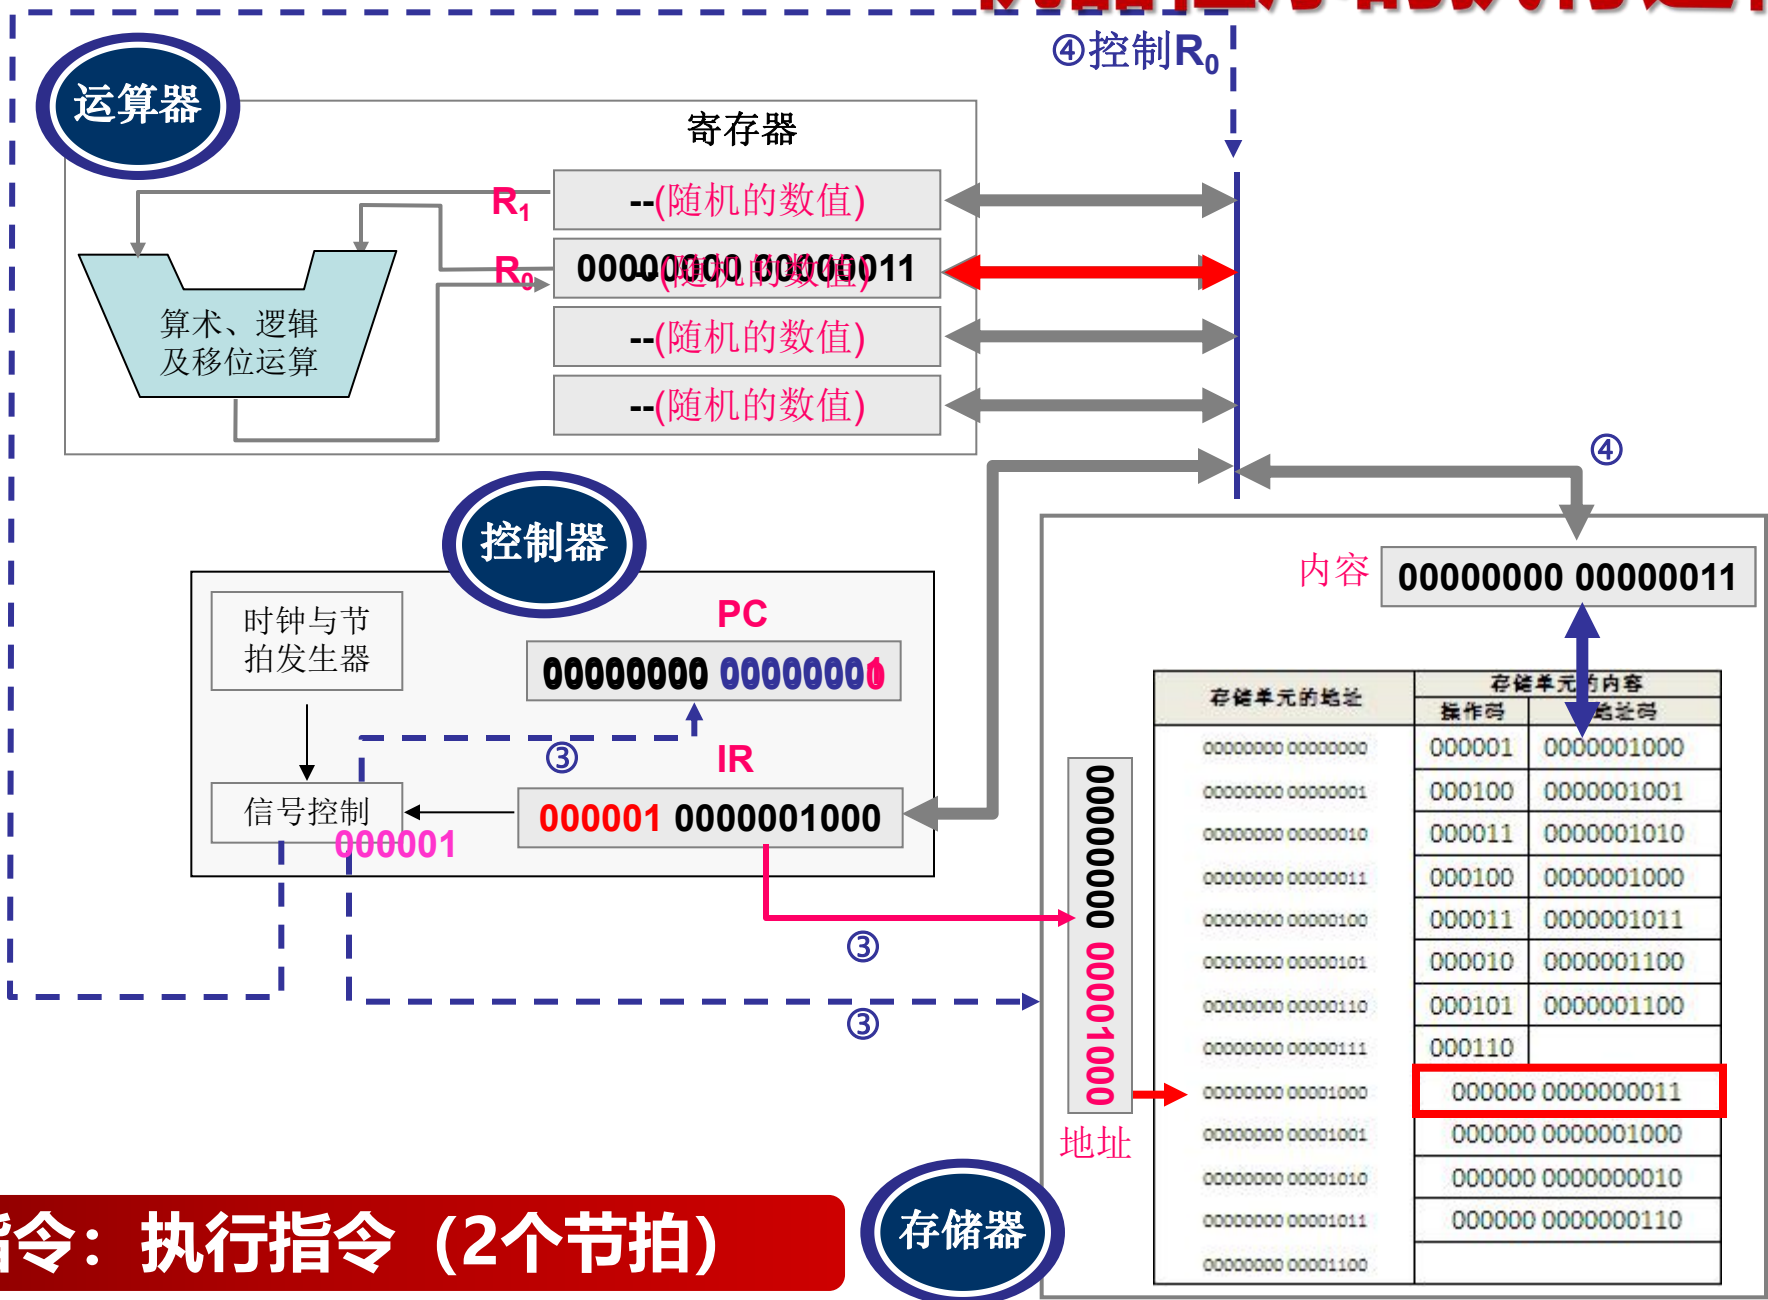 ④控制R0
运算器
寄存器
R1
--(随机的数值)
R0
00000000 00000011
--(随机的数值)
--(随机的数值)
--(随机的数值)
算术、逻辑
及移位运算
④
控制器
时钟与节
拍发生器
PC
00000000 0000000
③
IR
信号控制
000001
000001 0000001000
③
③
内容
00000000 00000011
存储单元的地址
存储单元的内容
操作码
地址码
00000000 00000000 000001 0000001000
00000000 00000001 000100 0000001001
00000000 00000010 000011 0000001010
00000000 00000011 000100 0000001000
00000000 00000100 000011 0000001011
00000000 00000101 000010 0000001100
00000000 00000110 000101 0000001100
00000000 00000111 000110
00000000 00001000 000000 0000000011
00000000 00001001 000000 0000001000
00000000 00001010 000000 0000000010
00000000 00001011 000000 0000000110
00000000 00001100
00000000 00001000
地址
指令：执行指令（2个节拍）
存储器